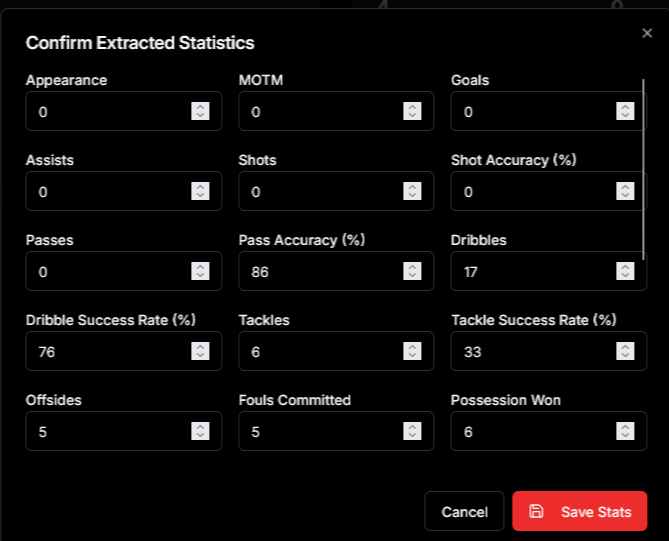 Confirm Extracted Statistics
Appearance MOTM Goals
0 0 0
Assists Shots Shot Accuracy (%)
0 0 0
Passes Pass Accuracy (%) Dribbles
0 86 17
Dribble Success Rate (%) Tackles Tackle Success Rate (%)
76 6 33
Offsides Fouls Committed Possession Won
5 5 6
Cancel Save Stats